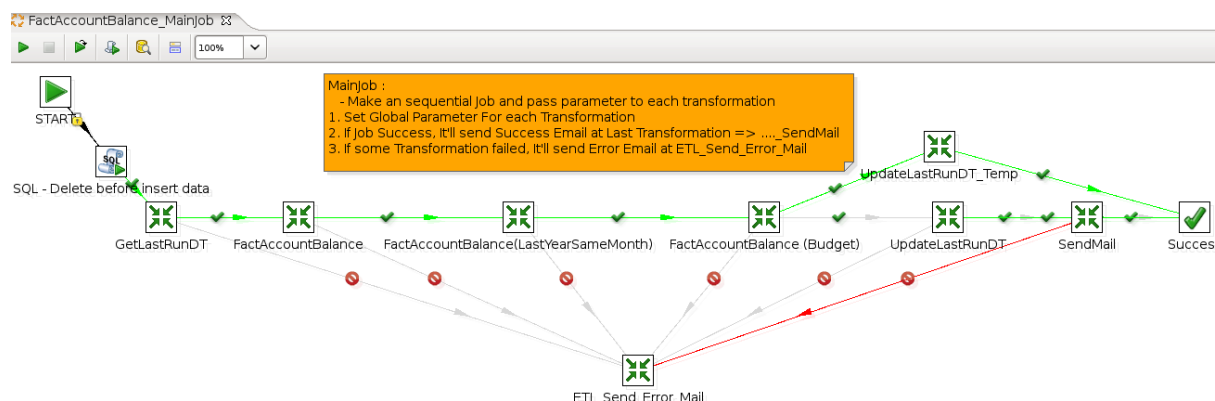 FactAccountBalance_MainJob
100%
MainJob :
- Make an sequential Job and pass parameter to each transformation
1. Set Global Parameter For each Transformation
2. If Job Success, It'll send Success Email at Last Transformation => ...._SendMail
3. If some Transformation failed, It'll send Error Email at ETL_Send_Error_Mail
START
SQL
SQL - Delete before insert data
UpdateLastRunDT_Temp
GetLastRunDT
FactAccountBalance
FactAccountBalance(LastYearSameMonth)
FactAccountBalance (Budget)
UpdateLastRunDT
SendMail
Succes
ETL_Send_Error_Mail